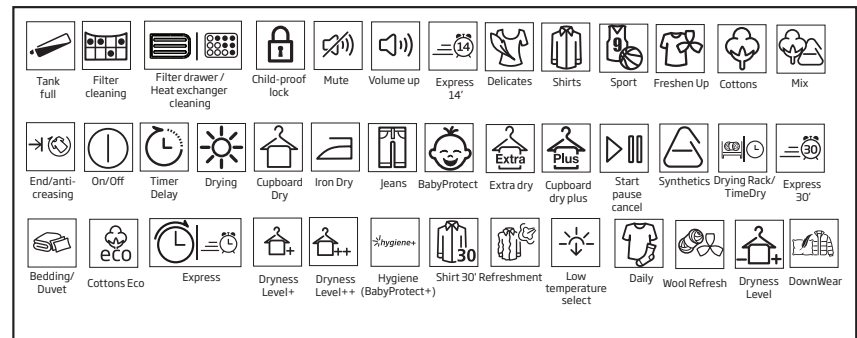 14
9
Tank
full
Filter
cleaning
Filter drawer /
Heat exchanger
cleaning
Child-proof
lock
Mute
Volume up
Express
14'
Delicates
Shirts
Sport
Freshen Up
Cottons
Mix
Extra
Plus
30
End/anti-
creasing
On/Off
Timer
Delay
Drying
Cupboard
Dry
Iron Dry
Jeans
BabyProtect
Extra dry
Cupboard
dry plus
Start
pause
cancel
Synthetics
Drying Rack/
TimeDry
Express
30'
eco
+
++
hygiene+
30
- +
Bedding/
Duvet
Cottons Eco
Express
Dryness
Level+
Dryness
Level++
Hygiene
(BabyProtect+)
Shirt 30'
Refreshment
Low
temperature
select
Daily
Wool Refresh
Dryness
Level
DownWear